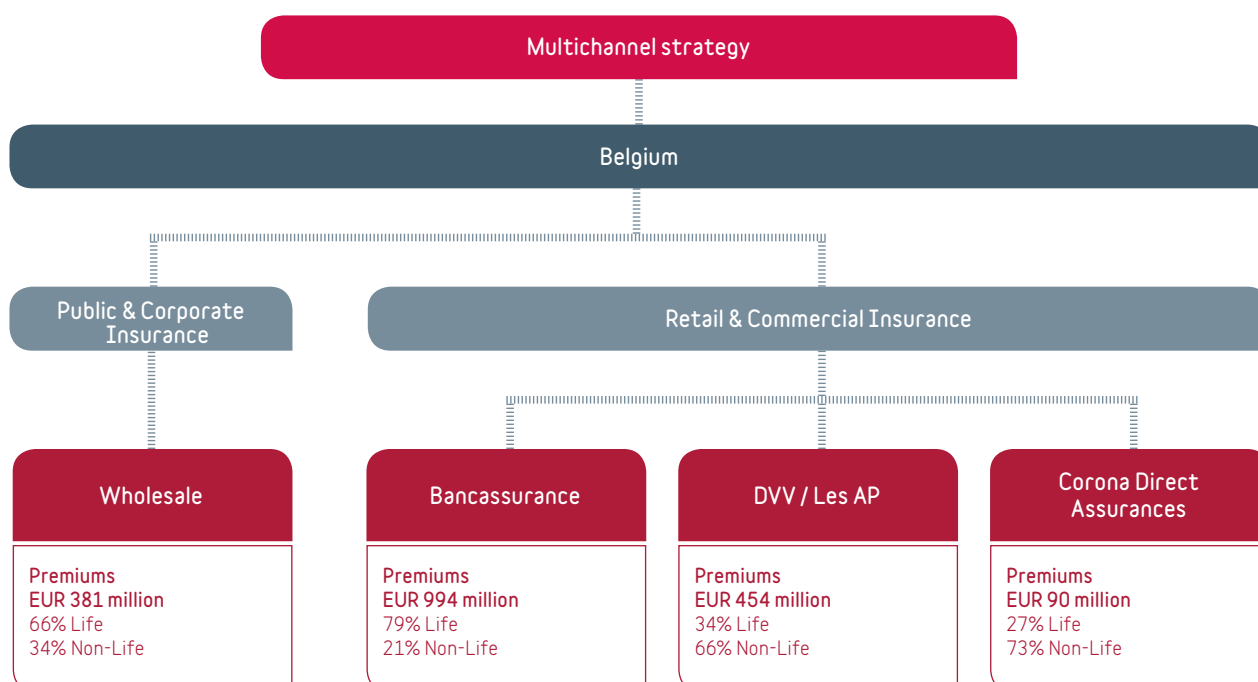 Multichannel strategy
Belgium
Public & Corporate
Insurance
Retail & Commercial Insurance
Wholesale
Premiums
EUR 381 million
66% Life
34% Non-Life
Bancassurance
Premiums
EUR 994 million
79% Life
21% Non-Life
DVV / Les AP
Premiums
EUR 454 million
34% Life
66% Non-Life
Corona Direct
Assurances
Premiums
EUR 90 million
27% Life
73% Non-Life